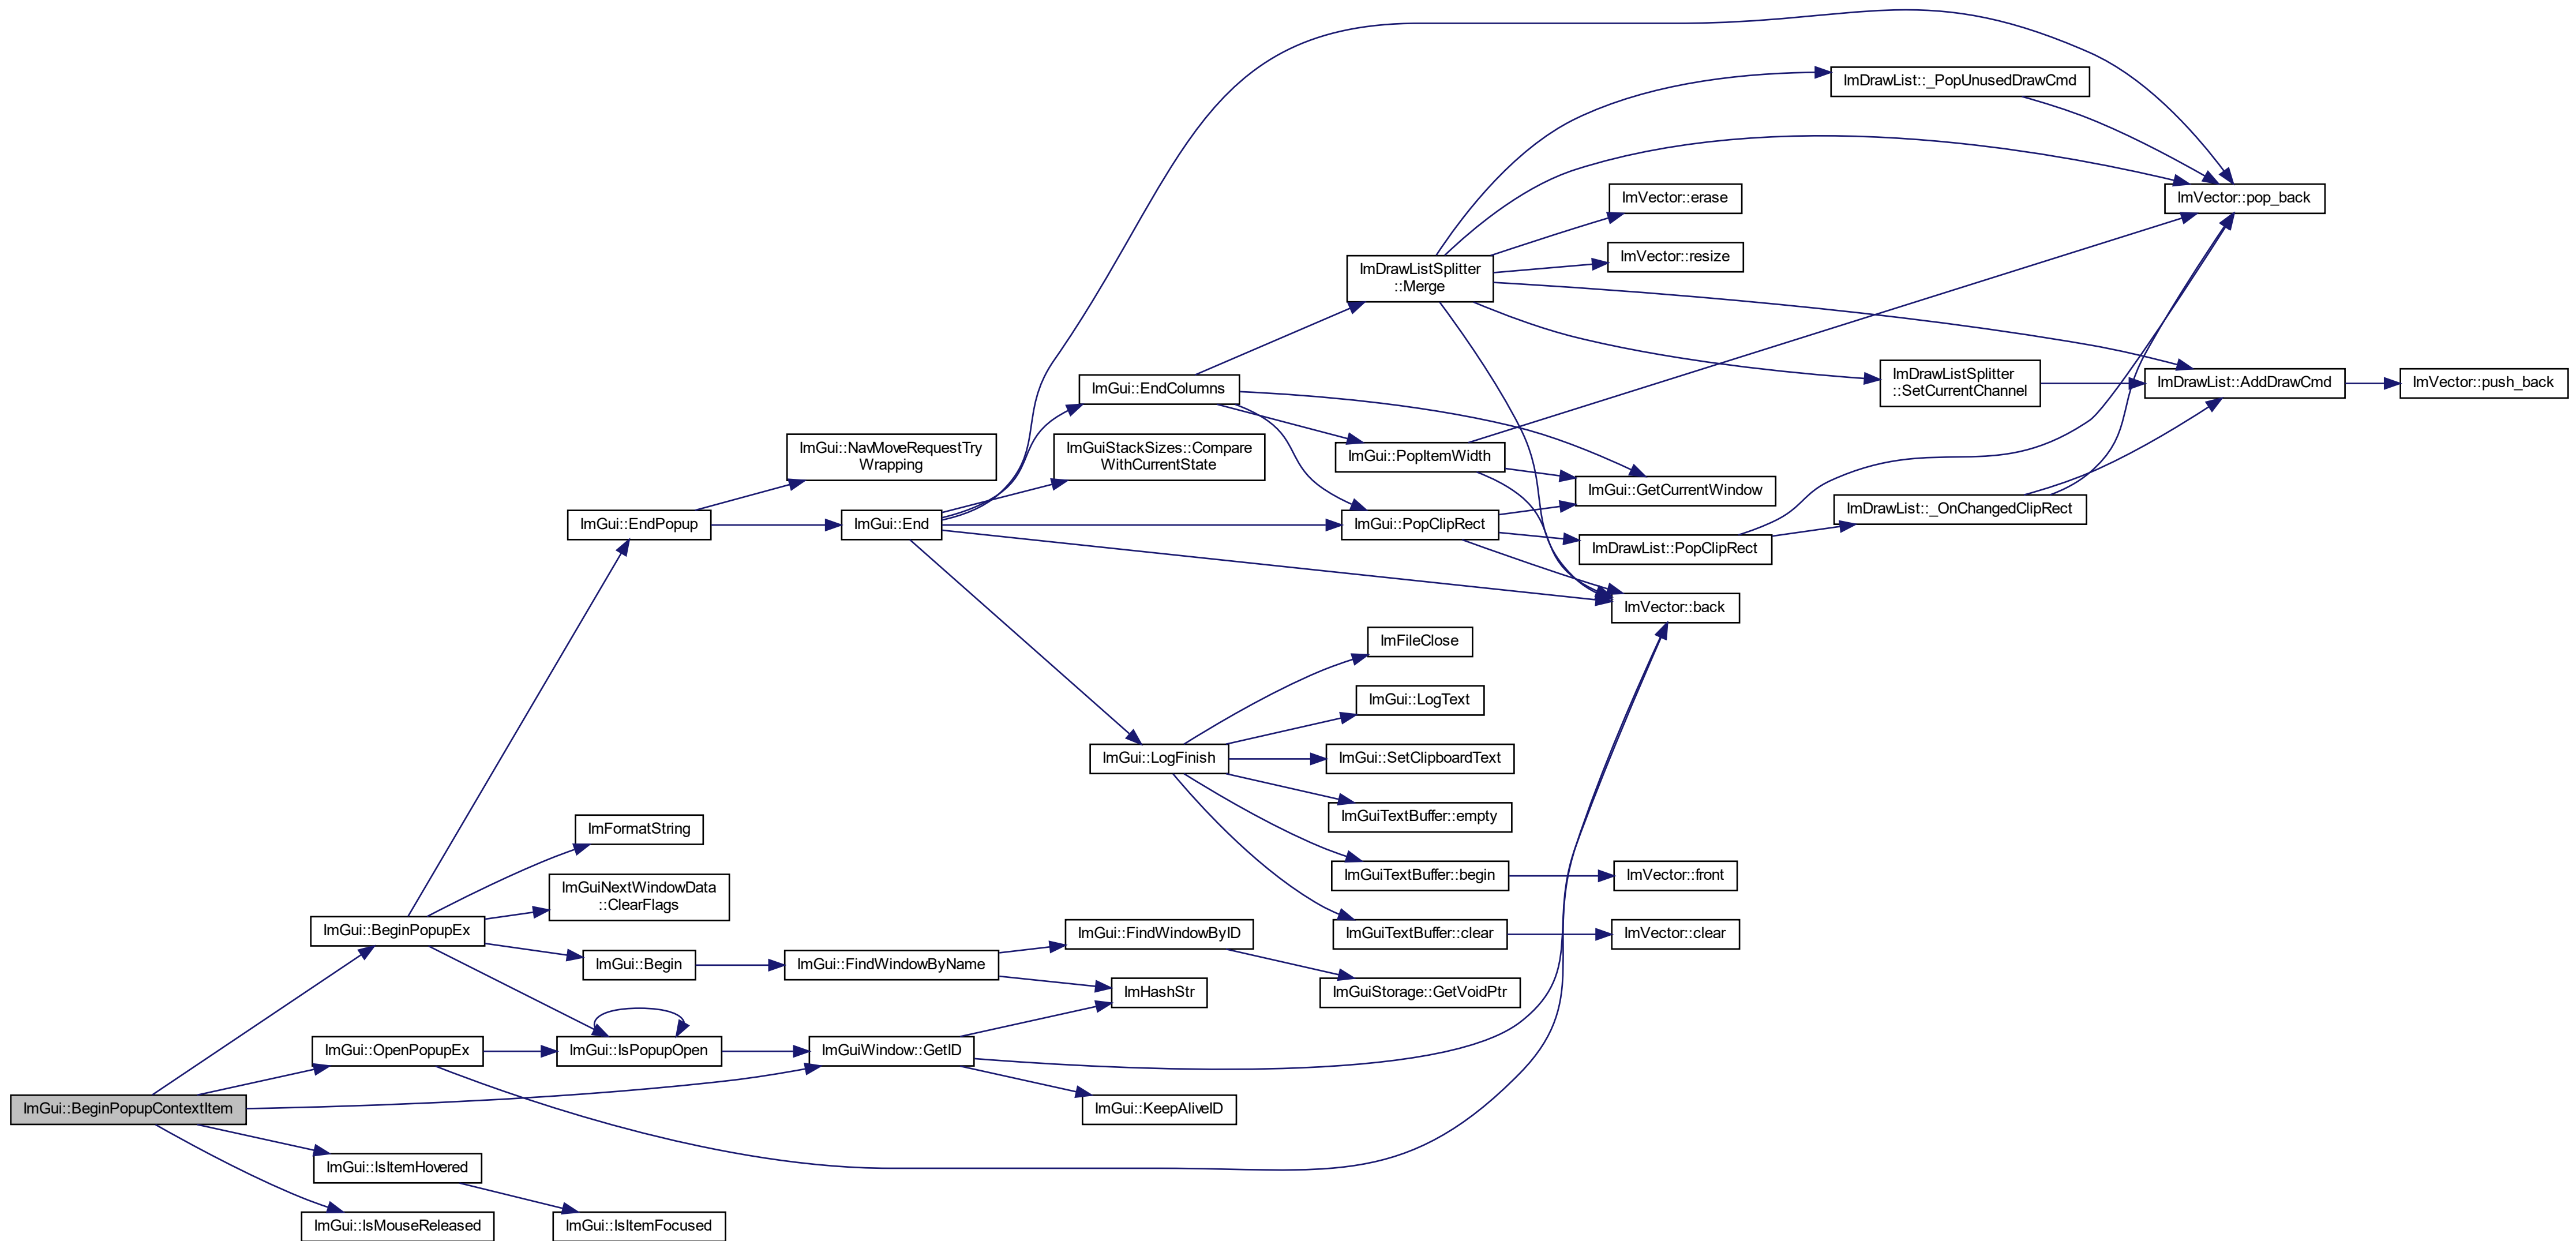 ImDrawList::_PopUnusedDrawCmd
ImVector::pop_back
ImVector::erase
ImVector::resize
ImDrawListSplitter
::Merge
ImDrawListSplitter
::SetCurrentChannel
ImDrawList::AddDrawCmd
ImVector::push_back
ImGui::EndColumns
ImGui::NavMoveRequestTry
Wrapping
ImGuiStackSizes::Compare
WithCurrentState
ImGui::PopItemWidth
ImGui::GetCurrentWindow
ImDrawList::_OnChangedClipRect
ImGui::EndPopup
ImGui::End
ImGui::PopClipRect
ImDrawList::PopClipRect
ImVector::back
ImFileClose
ImGui::LogText
ImGui::LogFinish
ImGui::SetClipboardText
ImGuiTextBuffer::empty
ImFormatString
ImGuiTextBuffer::begin
ImVector::front
ImGuiNextWindowData
::ClearFlags
ImGui::BeginPopupEx
ImGui::FindWindowByID
ImGuiTextBuffer::clear
ImVector::clear
ImGui::Begin
ImGui::FindWindowByName
ImHashStr
ImGuiStorage::GetVoidPtr
ImGui::OpenPopupEx
ImGui::IsPopupOpen
ImGuiWindow::GetID
ImGui::BeginPopupContextItem
ImGui::KeepAliveID
ImGui::IsItemHovered
ImGui::IsMouseReleased
ImGui::IsItemFocused